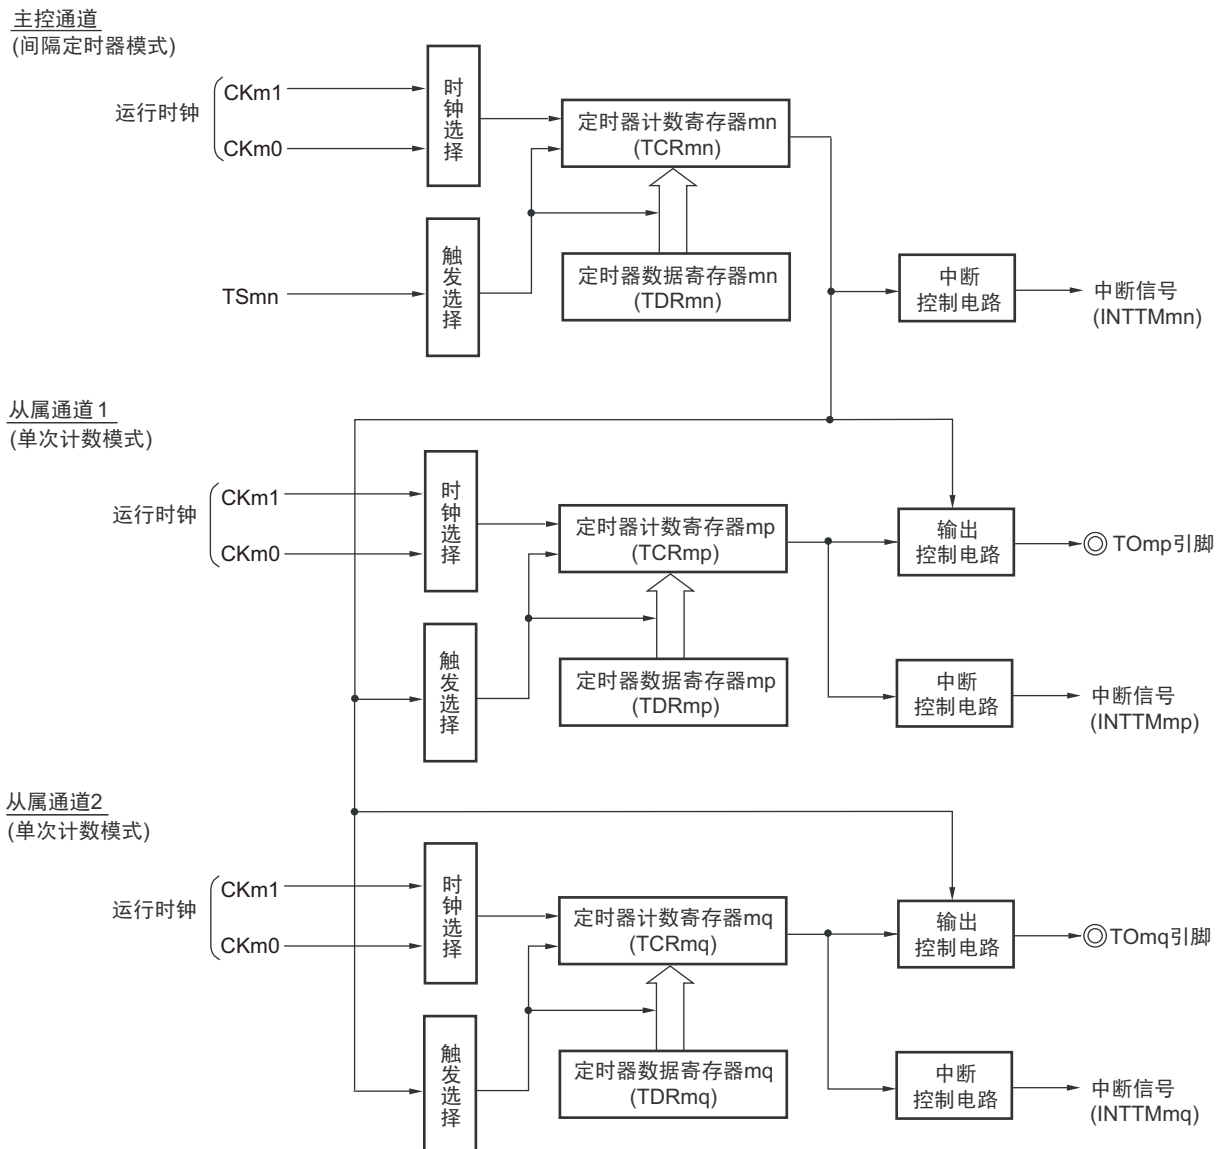 主控通道
(间隔定时器模式)
运行时钟
CKm1
CKm0
时钟选择
定时器计数寄存器mn
(TCRmn)
TSmn
触发选择
定时器数据寄存器mn
(TDRmn)
中断
控制电路
中断信号
(INTTMmn)
从属通道1
(单次计数模式)
运行时钟
CKm1
CKm0
时钟选择
定时器计数寄存器mp
(TCRmp)
输出
控制电路
TOmp引脚
触发选择
定时器数据寄存器mp
(TDRmp)
中断
控制电路
中断信号
(INTTMmp)
从属通道2
(单次计数模式)
运行时钟
CKm1
CKm0
时钟选择
定时器计数寄存器mq
(TCRmq)
输出
控制电路
TOmq引脚
触发选择
定时器数据寄存器mq
(TDRmq)
中断
控制电路
中断信号
(INTTMmq)